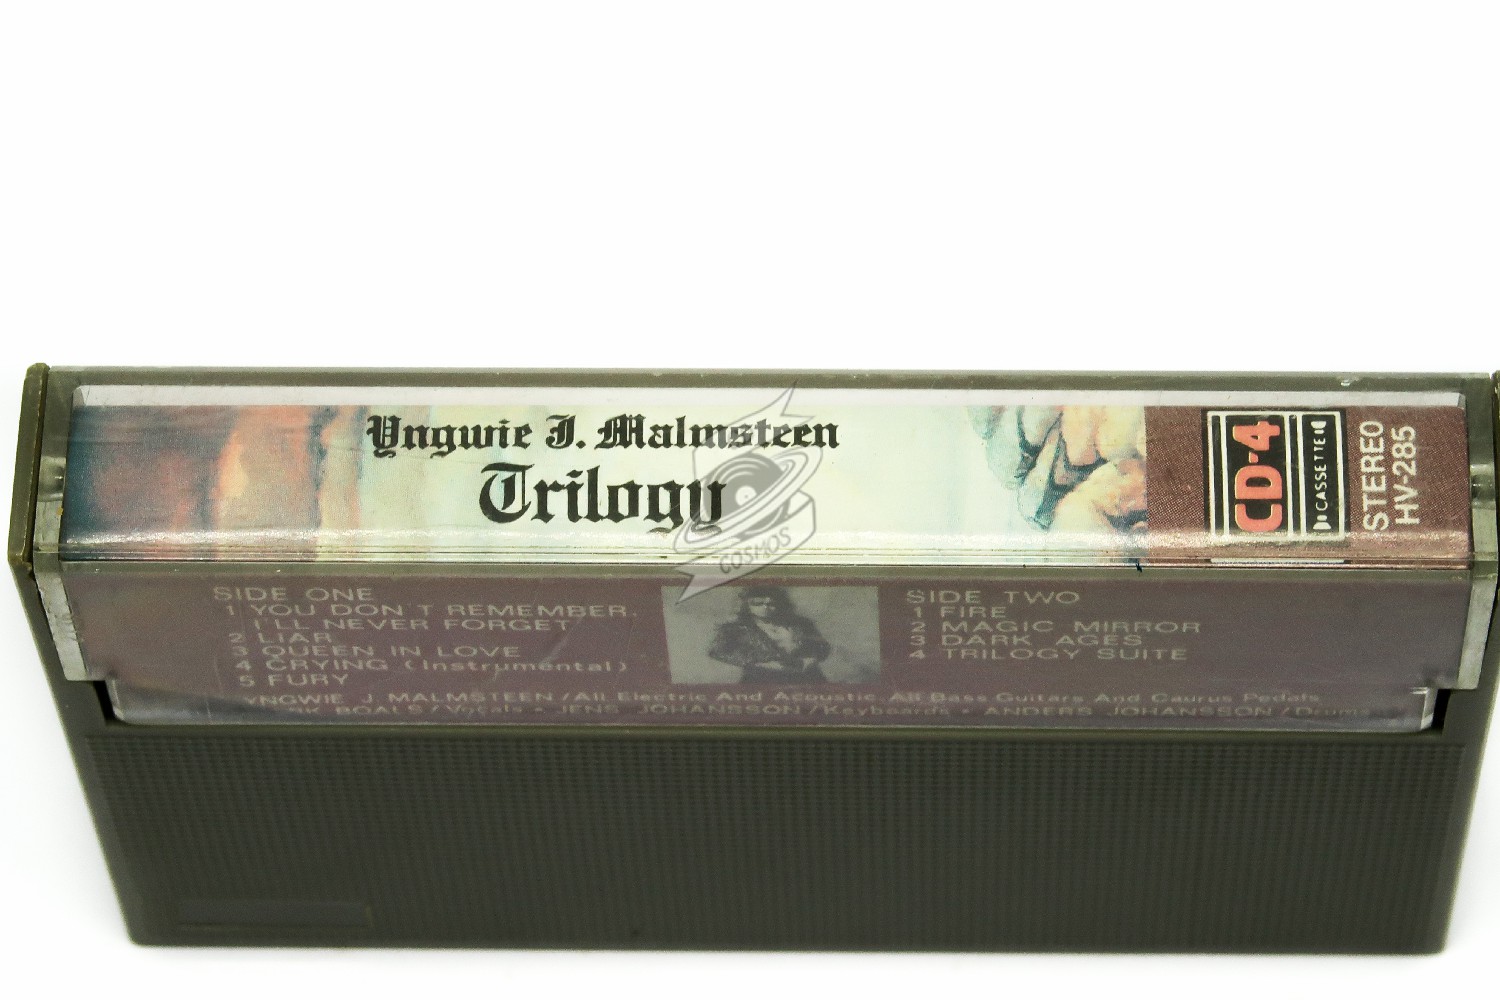 Yngwie J. Malmsteen
Trilogy
CD-4
CASSETTE
STEREO
HV-285
COSMOS
SIDE ONE
1 YOU DON'T REMEMBER,
I'LL NEVER FORGET
2 LIAR
3 QUEEN IN LOVE
4 CRYING (Instrumental)
5 FURY
SIDE TWO
1 FIRE
2 MAGIC MIRROR
3 DARK AGES
4 TRILOGY SUITE
YNGWIE J. MALMSTEEN/All Electric And Acoustic, All Bass Guitars And Caurus Pedals
BOALS/Vocals • JENS JOHANSSON/Keyboards • ANDERS JOHANSSON/Drums